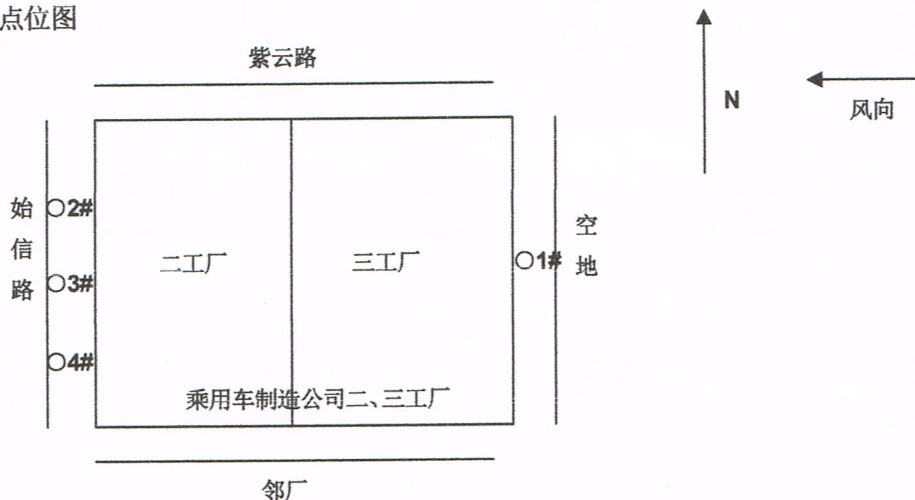 点位图
紫云路
N
风向
始信路
○2#
○3#
○4#
二工厂
三工厂
○1#
空地
乘用车制造公司二、三工厂
邻厂